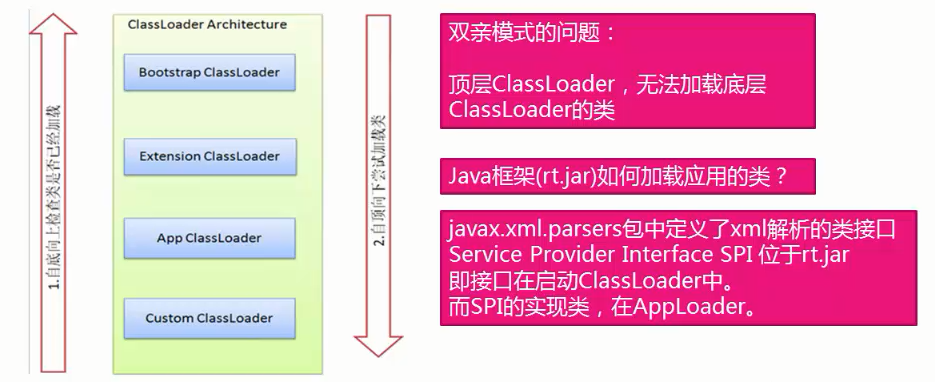 ClassLoader Architecture
Bootstrap ClassLoader
Extension ClassLoader
App ClassLoader
Custom ClassLoader
1.自底向上检查类是否已经加载
2.自顶向下尝试加载类
双亲模式的问题：
顶层ClassLoader，无法加载底层
ClassLoader的类
Java框架(rt.jar)如何加载应用的类？
javax.xml.parsers包中定义了xml解析的类接口
Service Provider Interface SPI 位于rt.jar
即接口在启动ClassLoader中。
而SPI的实现类，在AppLoader。